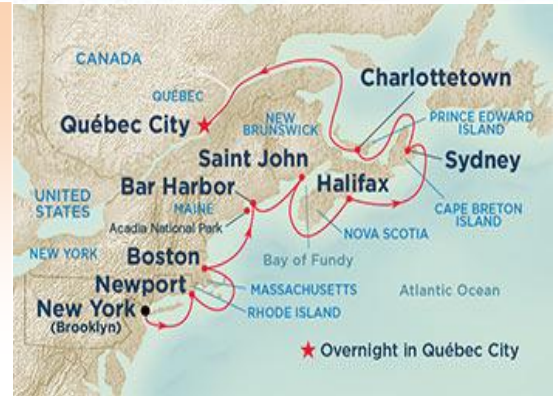 CANADA
Charlottetown
QUÉBEC
Québec City
NEW
BRUNSWICK
PRINCE EDWARD
ISLAND
Saint John
Sydney
Bar Harbor
Halifax
UNITED
STATES
MAINE
CAPE BRETON
ISLAND
Acadia National Park
NOVA SCOTIA
NEW YORK
Boston
Bay of Fundy
Newport
MASSACHUSETTS
Atlantic Ocean
New York
RHODE ISLAND
(Brooklyn)
Overnight in Québec City